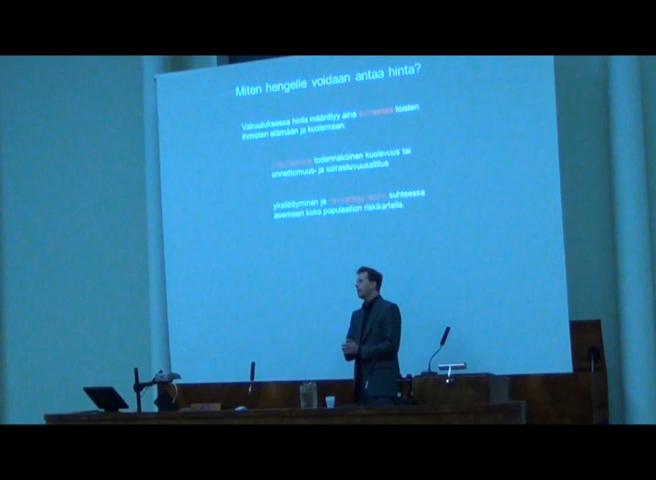 Miten hengelle voidaan antaa hinta?
Vakuutuksessa hinta määrittyy aina suhteessa toisten
ihmisten elämään ja kuolemaan:
todennäköinen kuolevuus tai
onnettomuus- ja sairastuvuusalttius
yksilöityminen ja suhteessa
asemaan koko populaation riskikartalla.